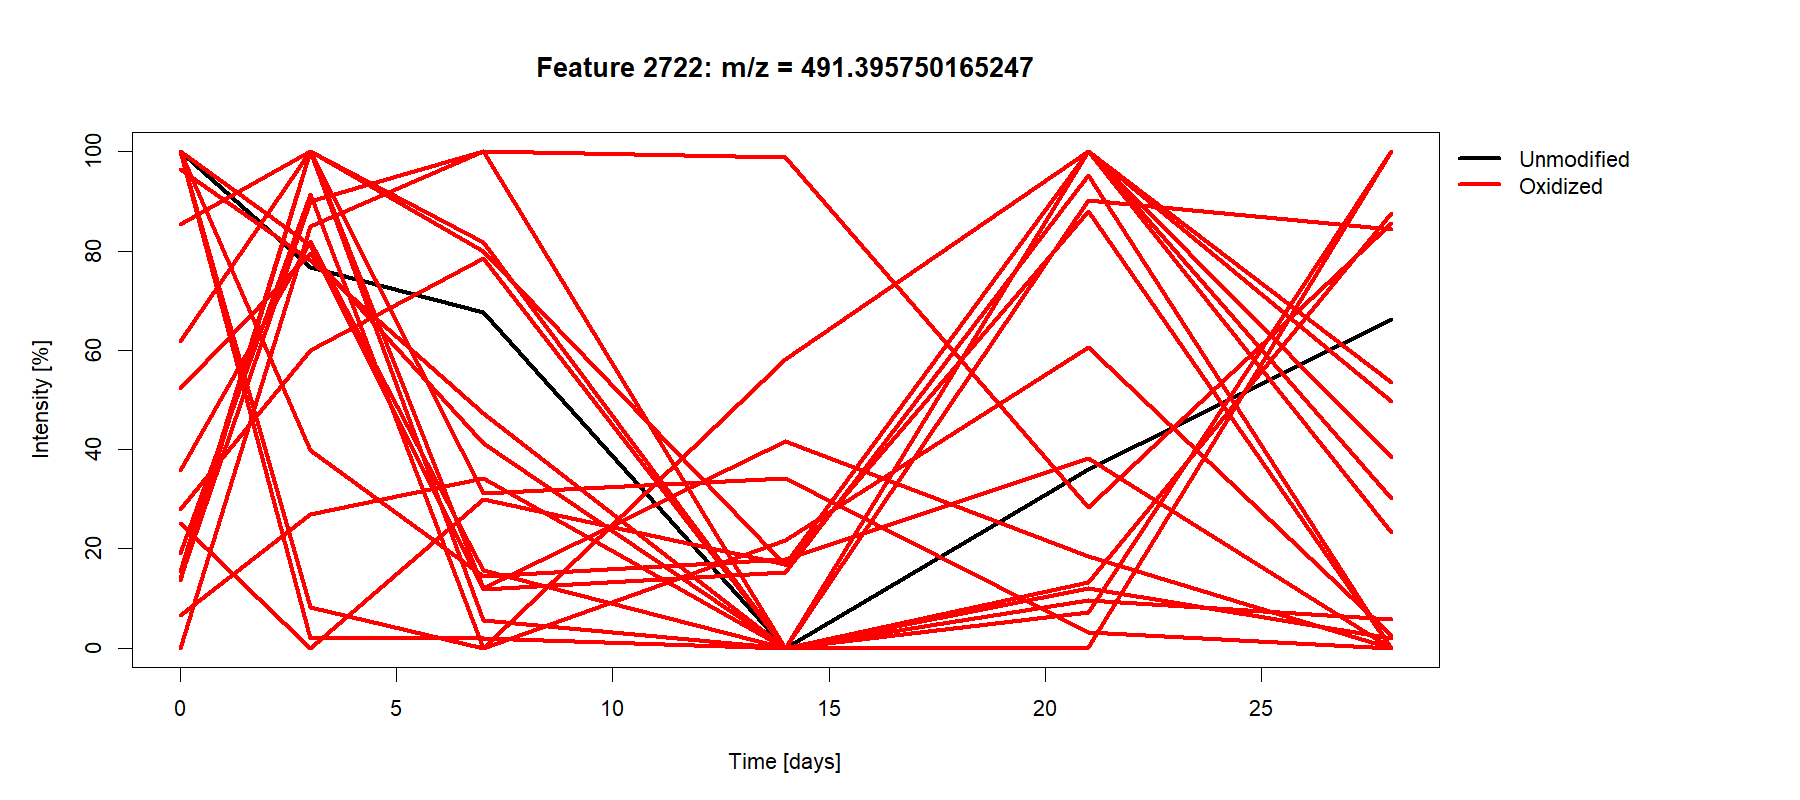 Feature 2722: m/z = 491.395750165247
Unmodified
Oxidized
Intensity [%]
100
80
60
40
20
0
0 5 10 15 20 25
Time [days]